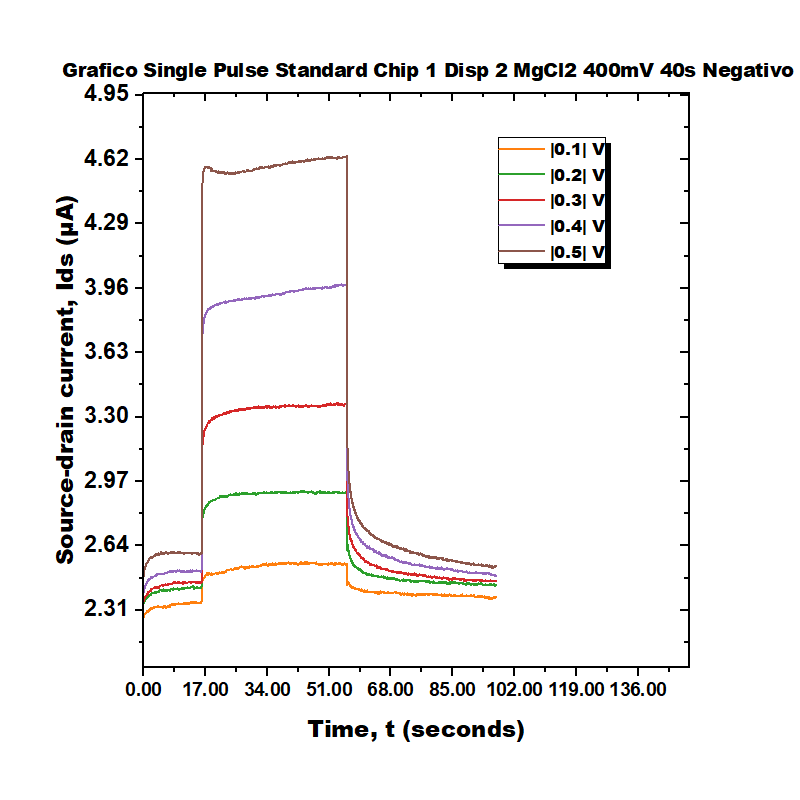 Grafico Single Pulse Standard Chip 1 Disp 2 MgCl2 400mV 40s Negativo
4.95
4.62
4.29
3.96
3.63
3.30
2.97
2.64
2.31
Source-drain current, Ids (µA)
|0.1| V
|0.2| V
|0.3| V
|0.4| V
|0.5| V
0.00 17.00 34.00 51.00 68.00 85.00 102.00 119.00 136.00
Time, t (seconds)